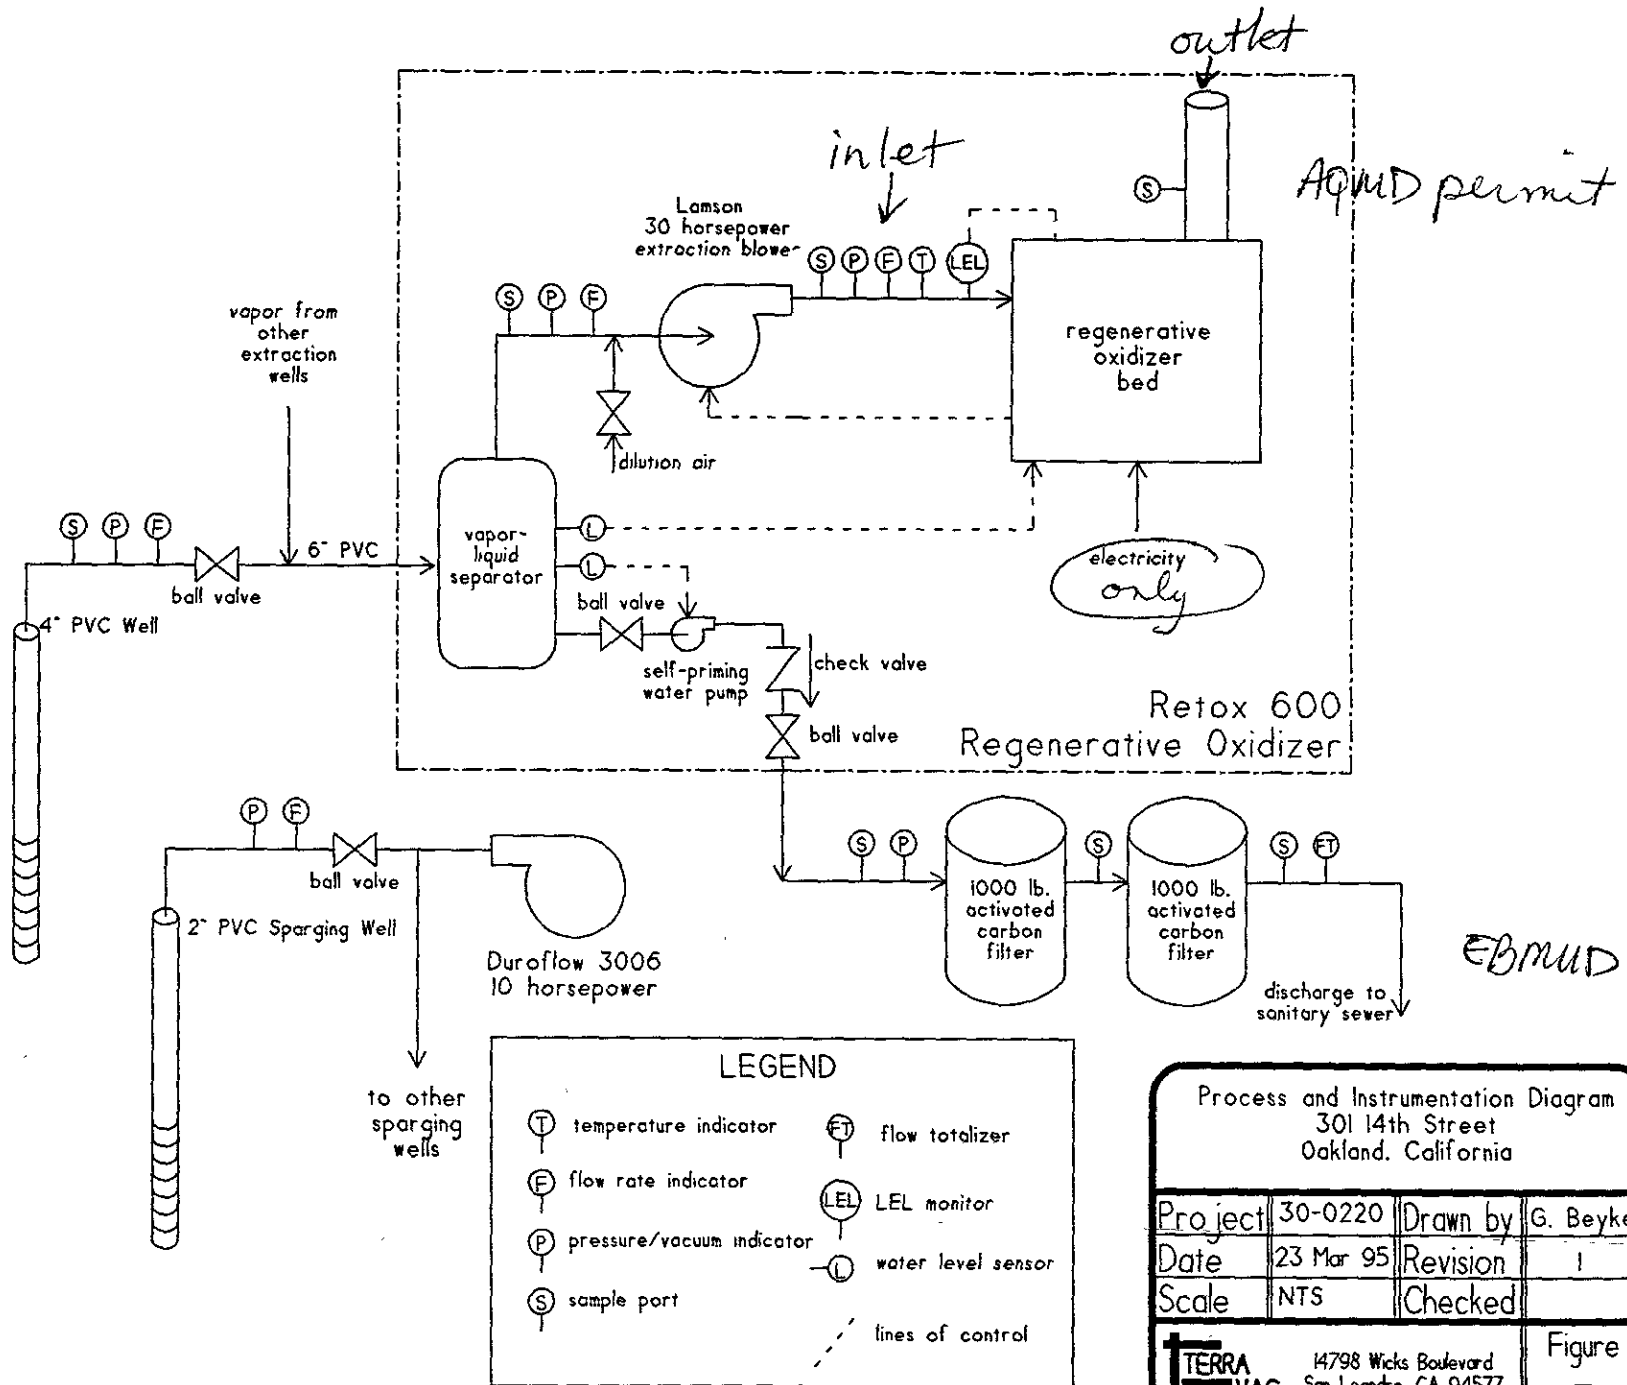 outlet
inlet
AQMD permit
Lamson
30 horsepower
extraction blower
S P F T LEL
S
S P F
vapor from
other
extraction
wells
regenerative
oxidizer
bed
dilution air
S P F
6" PVC
ball valve
vapor-
liquid
separator
L
L
electricity
only
ball valve
4" PVC Well
self-priming
water pump
check valve
ball valve
Retox 600
Regenerative Oxidizer
P F
ball valve
2" PVC Sparging Well
Duroflow 3006
10 horsepower
S P
S
S FT
1000 lb.
activated
carbon
filter
1000 lb.
activated
carbon
filter
EBMUD
discharge to
sanitary sewer
to other
sparging
wells
LEGEND
T temperature indicator
F flow rate indicator
P pressure/vacuum indicator
S sample port
FT flow totalizer
LEL LEL monitor
L water level sensor
lines of control
Process and Instrumentation Diagram
301 14th Street
Oakland, California
Project 30-0220 Drawn by G. Beyke
Date 23 Mar 95 Revision 1
Scale NTS Checked
TERRA
VAC
14798 Wicks Boulevard
San Leandro, CA 94577
Figure